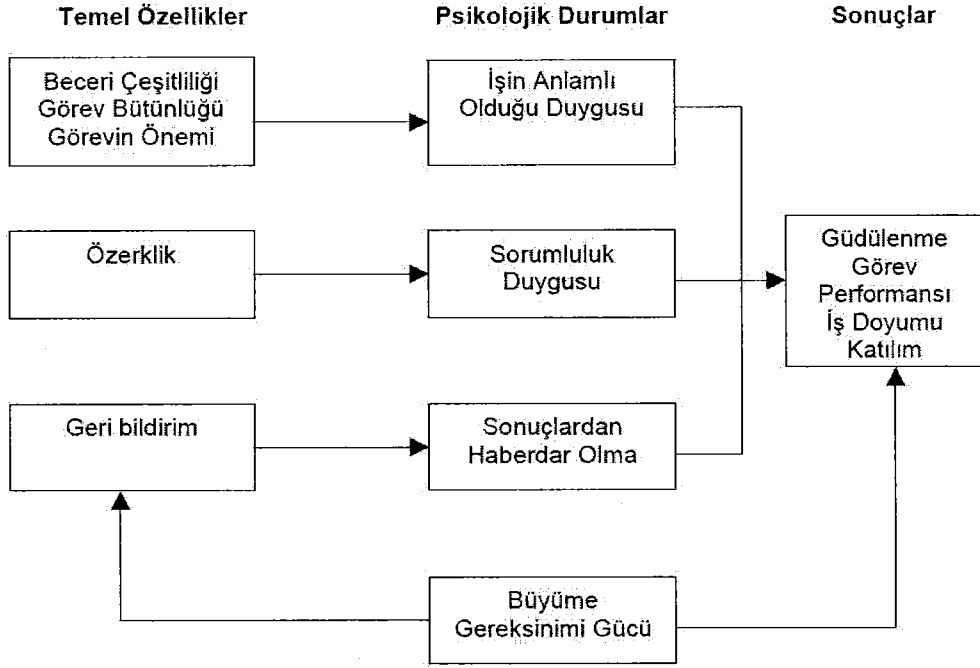 Temel Özellikler
Psikolojik Durumlar
Sonuçlar
Beceri Çeşitliliği
Görev Bütünlüğü
Görevin Önemi
İşin Anlamlı
Olduğu Duygusu
Özerklik
Sorumluluk
Duygusu
Güdülenme
Görev
Performansı
İş Doyumu
Katılım
Geri bildirim
Sonuçlardan
Haberdar Olma
Büyüme
Gereksinimi Gücü